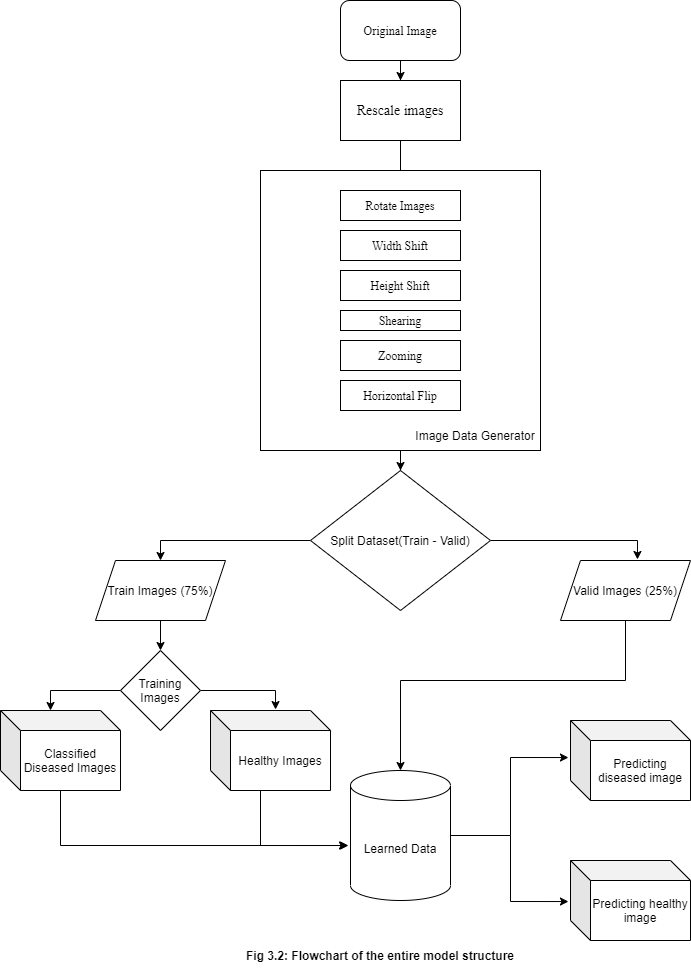 Original Image
Rescale images
Rotate Images
Width Shift
Height Shift
Shearing
Zooming
Horizontal Flip
Image Data Generator
Split Dataset(Train - Valid)
Train Images (75%)
Valid Images (25%)
Training
Images
Classified
Diseased Images
Healthy Images
Predicting
diseased image
Learned Data
Predicting healthy
image
Fig 3.2: Flowchart of the entire model structure